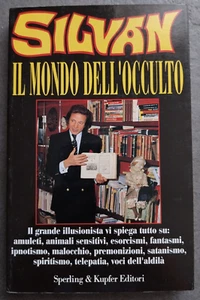 SILVAN
IL MONDO DELL'OCCULTO
Il grande illusionista vi spiega tutto su:
amuleti, animali sensitivi, esorcismi, fantasmi,
ipnotismo, malocchio, premonizioni, satanismo,
spiritismo, telepatia, voci dell'aldilà
Sperling & Kupfer Editori